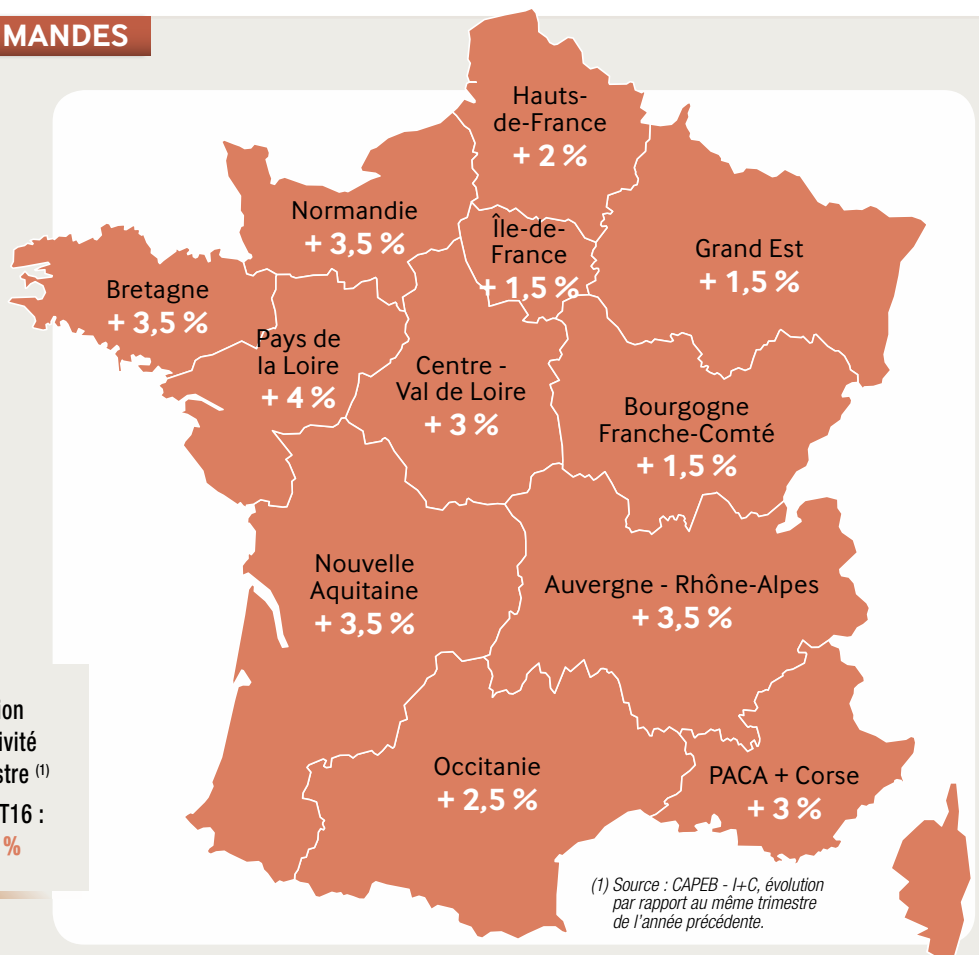 MANDES
Hauts-
de-France
+ 2 %
Normandie
+ 3,5 %
Île-de-
France
+ 1,5 %
Grand Est
+ 1,5 %
Bretagne
+ 3,5 %
Pays de
la Loire
+ 4 %
Centre -
Val de Loire
+ 3 %
Bourgogne
Franche-Comté
+ 1,5 %
Nouvelle
Aquitaine
+ 3,5 %
Auvergne - Rhône-Alpes
+ 3,5 %
ion
ivité
stre (1)
T16 :
%
Occitanie
+ 2,5 %
PACA + Corse
+ 3 %
(1) Source : CAPEB - I+C, évolution
par rapport au même trimestre
de l'année précédente.